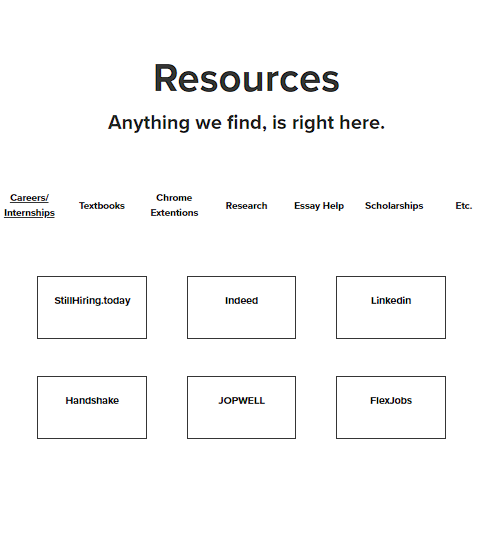 Resources
Anything we find, is right here.
Careers/
Internships
Textbooks
Chrome
Extentions
Research
Essay Help
Scholarships
Etc.
StillHiring.today
Indeed
Linkedin
Handshake
JOPWELL
FlexJobs